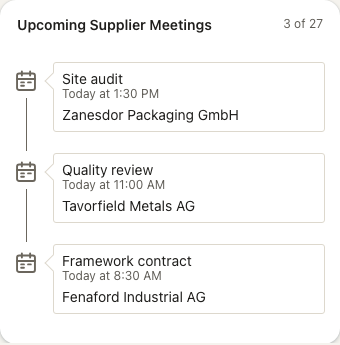 Upcoming Supplier Meetings
3 of 27
Site audit
Today at 1:30 PM
Zanesdor Packaging GmbH
Quality review
Today at 11:00 AM
Tavorfield Metals AG
Framework contract
Today at 8:30 AM
Fenaford Industrial AG